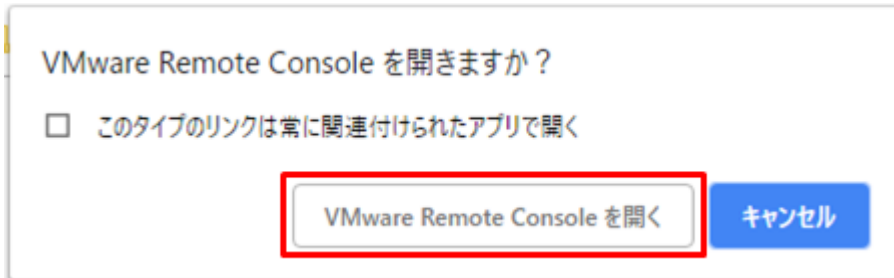 VMware Remote Console を開きますか？
このタイプのリンクは常に関連付けられたアプリで開く
VMware Remote Console を開く
キャンセル